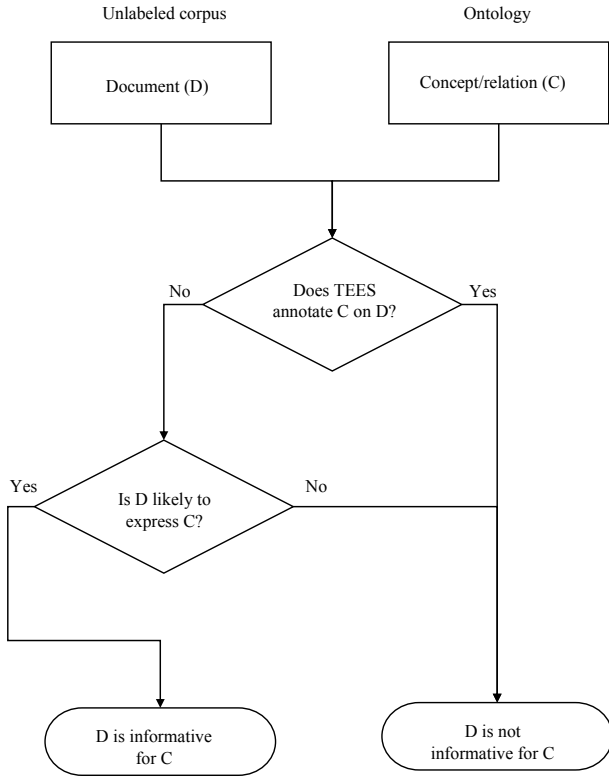 Unlabeled corpus
Ontology
Document (D)
Concept/relation (C)
No
Does TEES
annotate C on D?
Yes
Yes
Is D likely to
express C?
No
D is informative
for C
D is not
informative for C